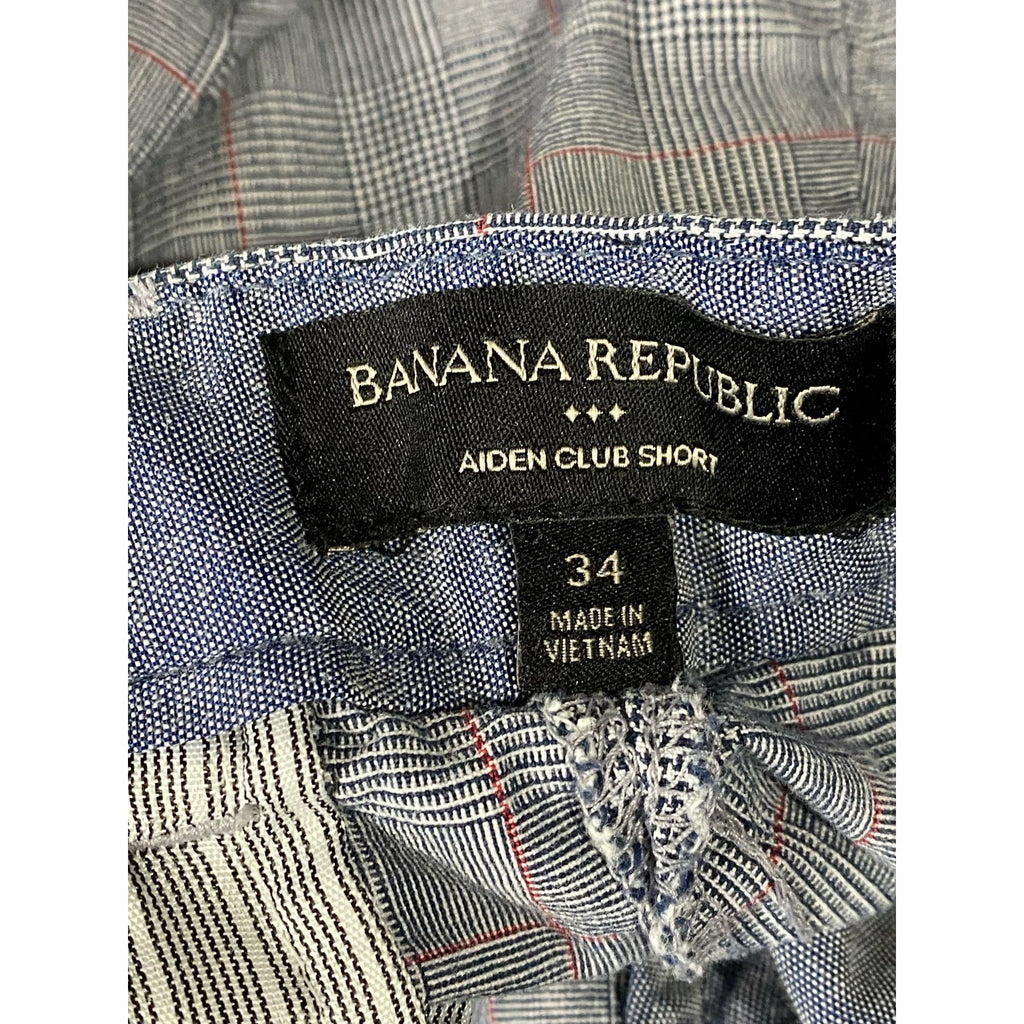 BANANA REPUBLIC
AIDEN CLUB SHORT
34
MADE IN
VIETNAM